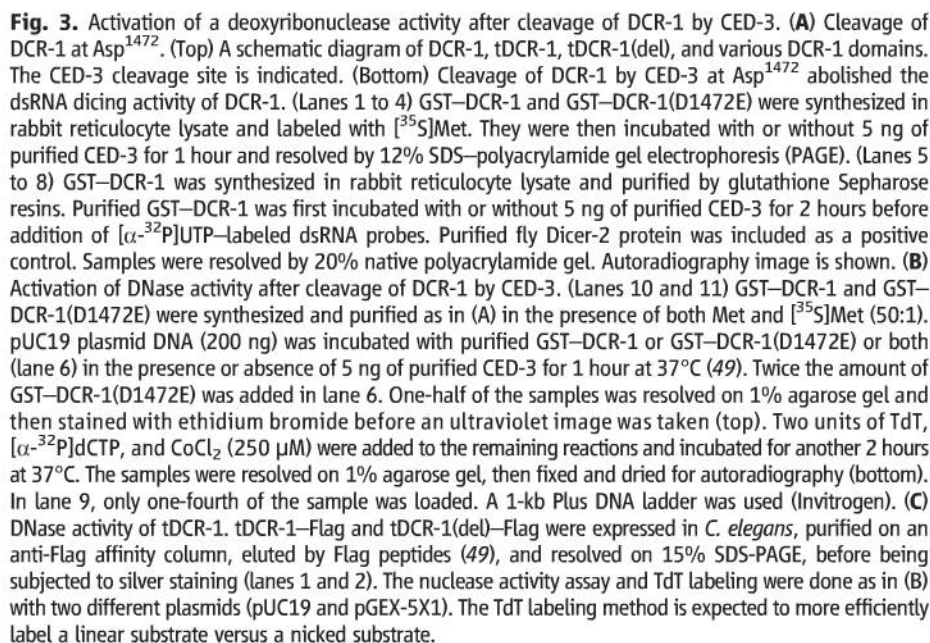 Fig. 3. Activation of a deoxyribonuclease activity after cleavage of DCR-1 by CED-3. (A) Cleavage of
DCR-1 at Asp¹⁴⁷². (Top) A schematic diagram of DCR-1, tDCR-1, tDCR-1(del), and various DCR-1 domains.
The CED-3 cleavage site is indicated. (Bottom) Cleavage of DCR-1 by CED-3 at Asp¹⁴⁷² abolished the
dsRNA dicing activity of DCR-1. (Lanes 1 to 4) GST–DCR-1 and GST–DCR-1(D1472E) were synthesized in
rabbit reticulocyte lysate and labeled with [³⁵S]Met. They were then incubated with or without 5 ng of
purified CED-3 for 1 hour and resolved by 12% SDS–polyacrylamide gel electrophoresis (PAGE). (Lanes 5
to 8) GST–DCR-1 was synthesized in rabbit reticulocyte lysate and purified by glutathione Sepharose
resins. Purified GST–DCR-1 was first incubated with or without 5 ng of purified CED-3 for 2 hours before
addition of [α-³²P]UTP–labeled dsRNA probes. Purified fly Dicer-2 protein was included as a positive
control. Samples were resolved by 20% native polyacrylamide gel. Autoradiography image is shown. (B)
Activation of DNase activity after cleavage of DCR-1 by CED-3. (Lanes 10 and 11) GST–DCR-1 and GST–
DCR-1(D1472E) were synthesized and purified as in (A) in the presence of both Met and [³⁵S]Met (50:1).
pUC19 plasmid DNA (200 ng) was incubated with purified GST–DCR-1 or GST–DCR-1(D1472E) or both
(lane 6) in the presence or absence of 5 ng of purified CED-3 for 1 hour at 37°C (49). Twice the amount of
GST–DCR-1(D1472E) was added in lane 6. One-half of the samples was resolved on 1% agarose gel and
then stained with ethidium bromide before an ultraviolet image was taken (top). Two units of TdT,
[α-³²P]dCTP, and CoCl₂ (250 μM) were added to the remaining reactions and incubated for another 2 hours
at 37°C. The samples were resolved on 1% agarose gel, then fixed and dried for autoradiography (bottom).
In lane 9, only one-fourth of the sample was loaded. A 1-kb Plus DNA ladder was used (Invitrogen). (C)
DNase activity of tDCR-1. tDCR-1–Flag and tDCR-1(del)–Flag were expressed in C. elegans, purified on an
anti-Flag affinity column, eluted by Flag peptides (49), and resolved on 15% SDS-PAGE, before being
subjected to silver staining (lanes 1 and 2). The nuclease activity assay and TdT labeling were done as in (B)
with two different plasmids (pUC19 and pGEX-5X1). The TdT labeling method is expected to more efficiently
label a linear substrate versus a nicked substrate.